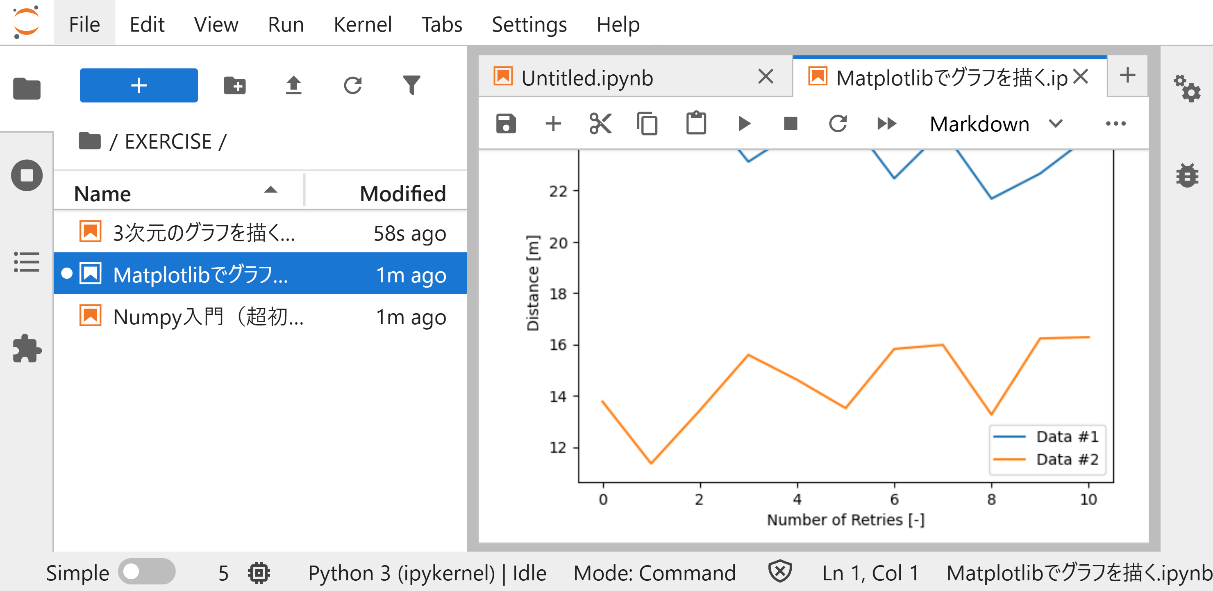 File Edit View Run Kernel Tabs Settings Help
Untitled.ipynb
Matplotlibでグラフを描く.ip
/ EXERCISE /
Markdown
Name Modified
3次元のグラフを描く... 58s ago
Matplotlibでグラフ... 1m ago
Numpy入門（超初... 1m ago
22
20
18
16
14
12
Distance [m]
Data #1
Data #2
0 2 4 6 8 10
Number of Retries [-]
Simple 5 Python 3 (ipykernel) | Idle Mode: Command Ln 1, Col 1 Matplotlibでグラフを描く.ipynb